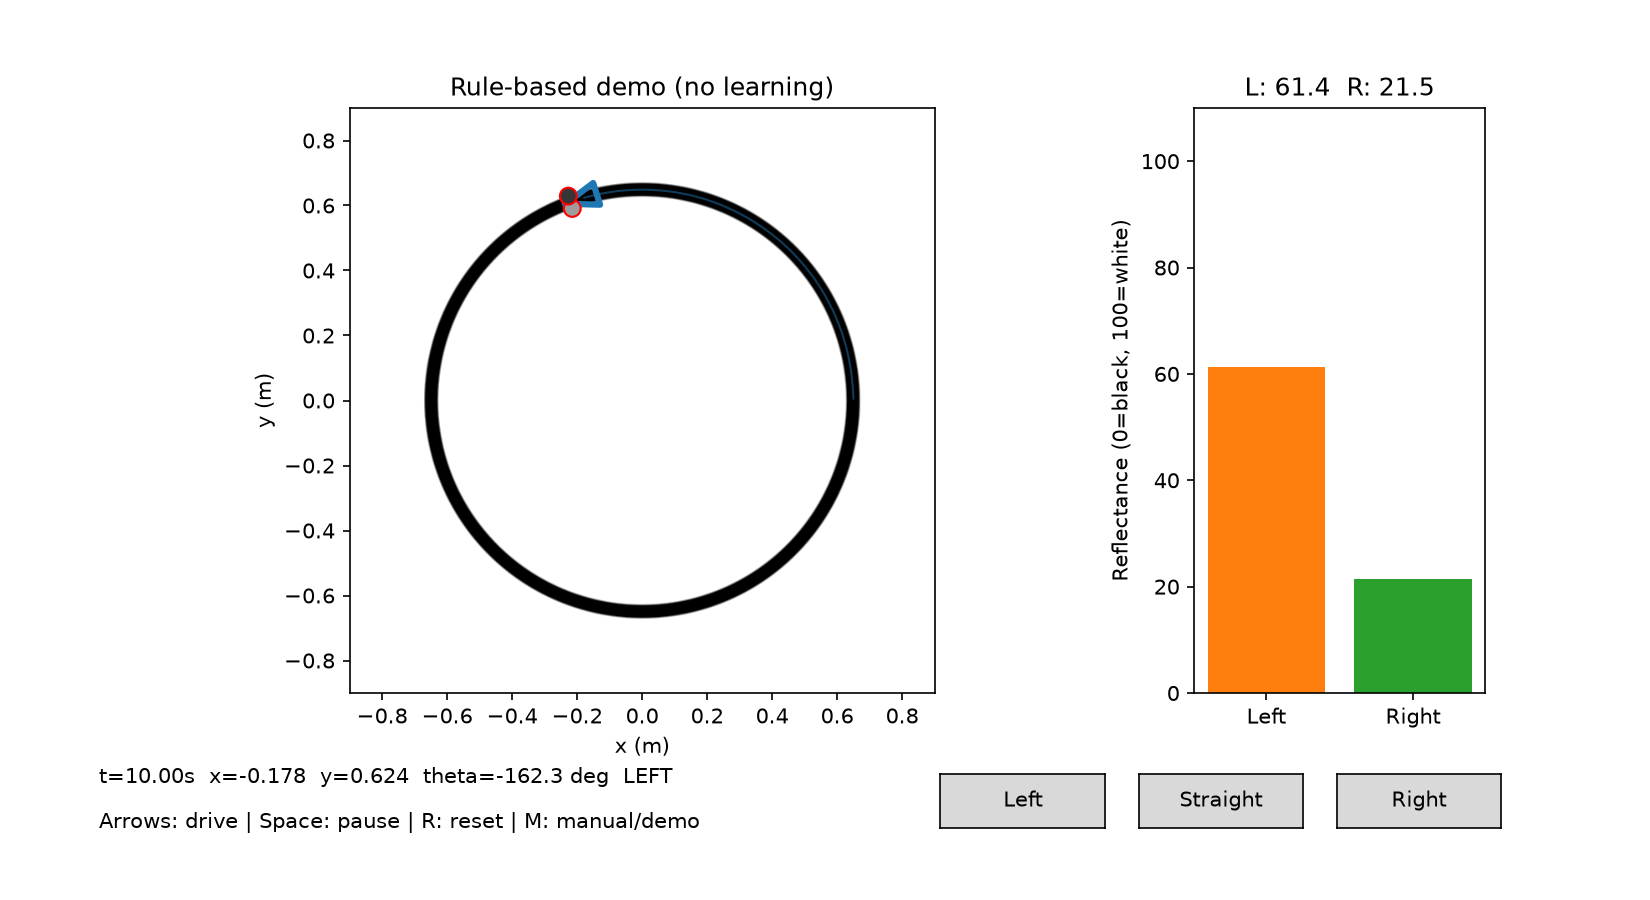 Rule-based demo (no learning)
L: 61.4  R: 21.5
0.8
0.6
0.4
0.2
0.0
−0.2
−0.4
−0.6
−0.8
y (m)
−0.8 −0.6 −0.4 −0.2 0.0 0.2 0.4 0.6 0.8
x (m)
100
80
60
40
20
0
Reflectance (0=black, 100=white)
Left Right
t=10.00s  x=-0.178  y=0.624  theta=-162.3 deg  LEFT
Arrows: drive | Space: pause | R: reset | M: manual/demo
Left
Straight
Right